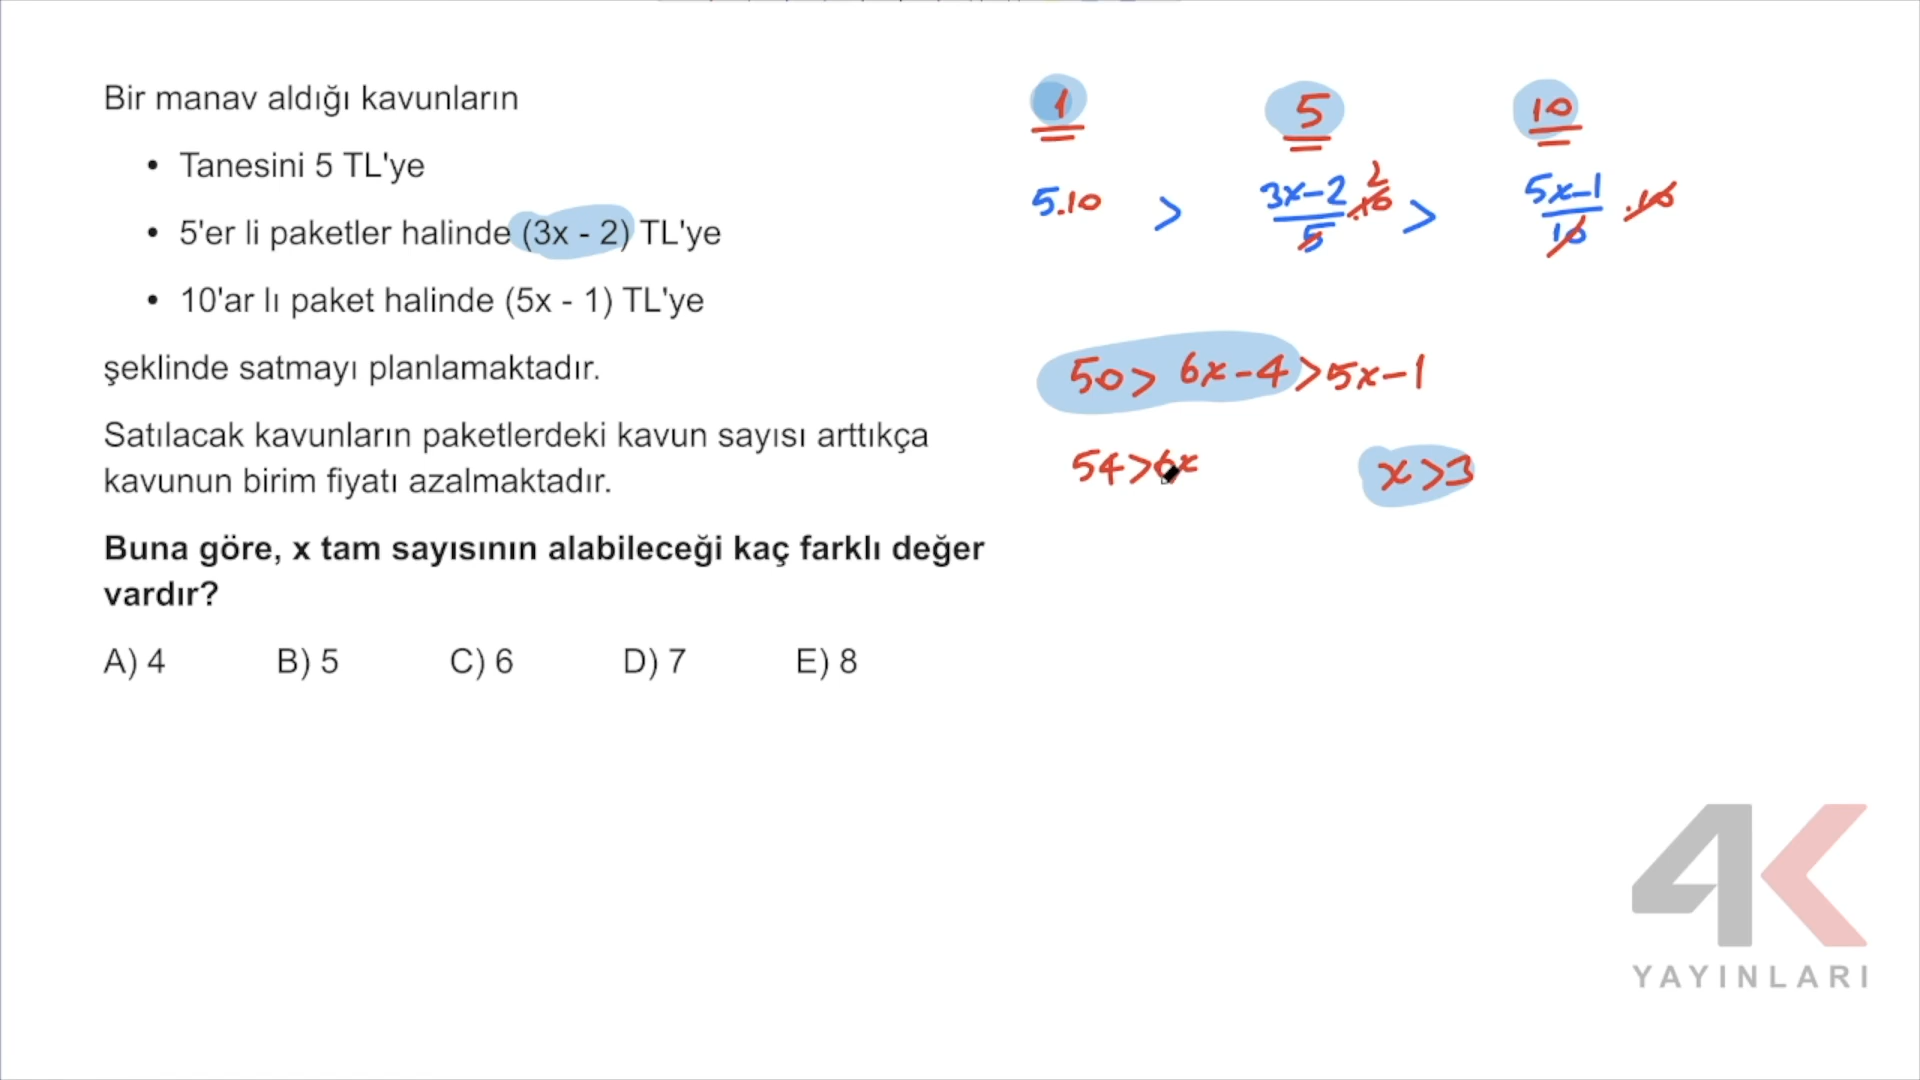 Bir manav aldığı kavunların
• Tanesini 5 TL'ye
• 5'er li paketler halinde (3x - 2) TL'ye
• 10'ar lı paket halinde (5x - 1) TL'ye
şeklinde satmayı planlamaktadır.
Satılacak kavunların paketlerdeki kavun sayısı arttıkça
kavunun birim fiyatı azalmaktadır.
Buna göre, x tam sayısının alabileceği kaç farklı değer
vardır?
A) 4 B) 5 C) 6 D) 7 E) 8
1 5 10
5.10 > 3x-2/5 .10 2 > 5x-1/10 .10
50 > 6x-4 > 5x-1
54 > 6x x > 3
4K
YAYINLARI